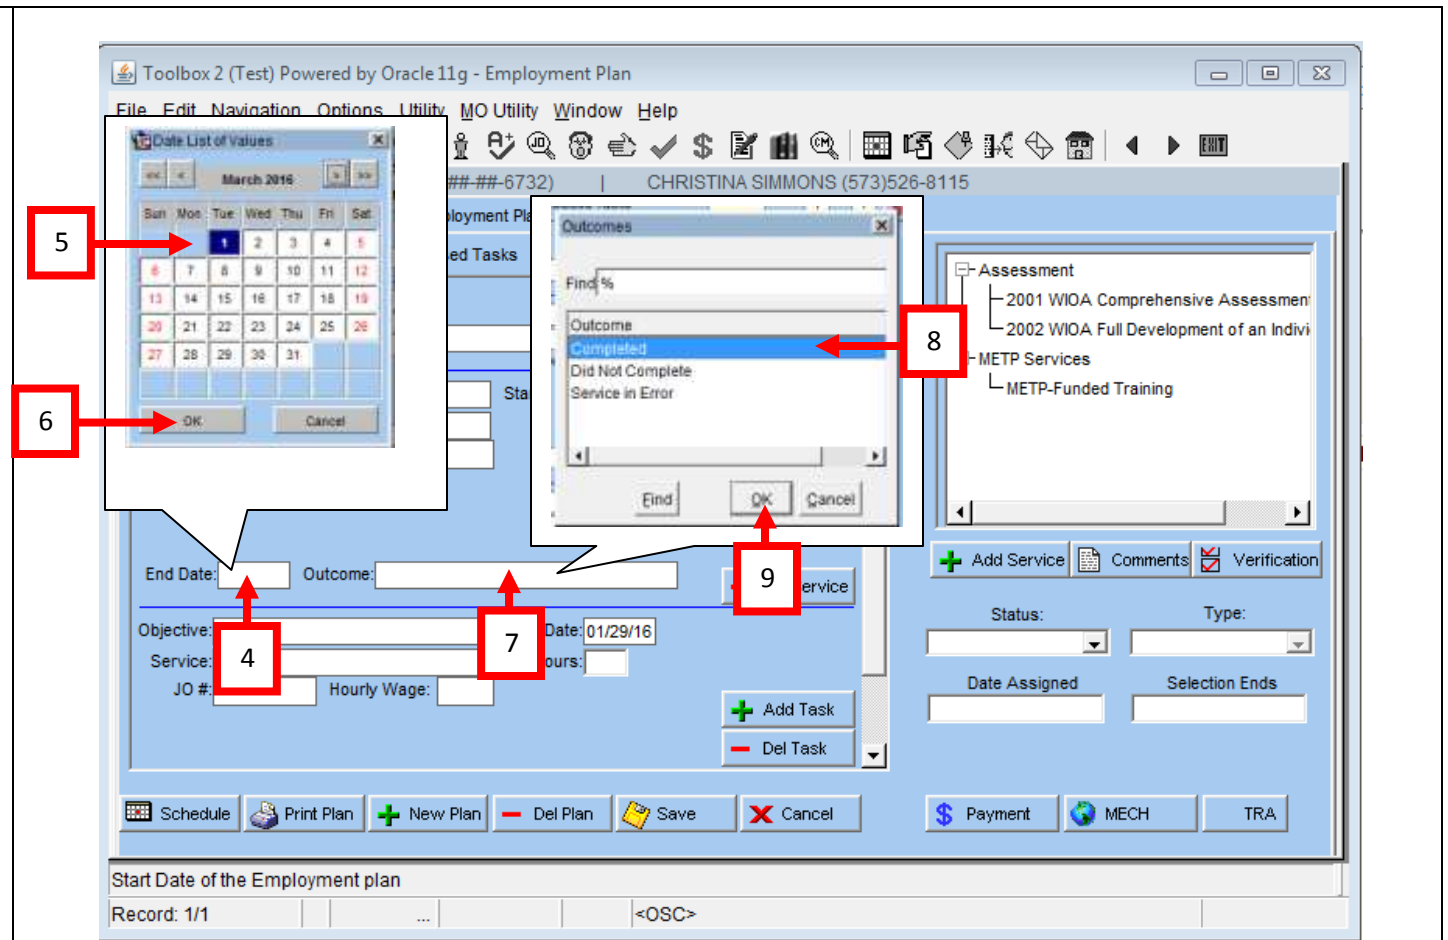 Toolbox 2 (Test) Powered by Oracle 11g - Employment Plan
File Edit Navigation Options Utility MO Utility Window Help
Date List of Values
JO)
CM
EXIT
<< < March 2016 > >>
##-##-6732) | CHRISTINA SIMMONS (573)526-8115
Sun Mon Tue Wed Thu Fri Sat
1 2 3 4 5
6 7 8 9 10 11 12
13 14 15 16 17 18 19
20 21 22 23 24 25 26
27 28 29 30 31
OK Cancel
5
6
loyment Pla
ed Tasks
Sta
Outcomes
Find %
Outcome
Completed
Did Not Complete
Service in Error
Find OK Cancel
8
9
Assessment
2001 WIOA Comprehensive Assessmen
2002 WIOA Full Development of an Indivi
METP Services
METP-Funded Training
Add Service Comments Verification
End Date: Outcome:
ervice
4
7
Objective: Date: 01/29/16
Service: ours:
JO #: Hourly Wage:
Add Task
Del Task
Status: Type:
Date Assigned Selection Ends
Schedule Print Plan New Plan Del Plan Save Cancel Payment MECH TRA
Start Date of the Employment plan
Record: 1/1 ... <OSC>